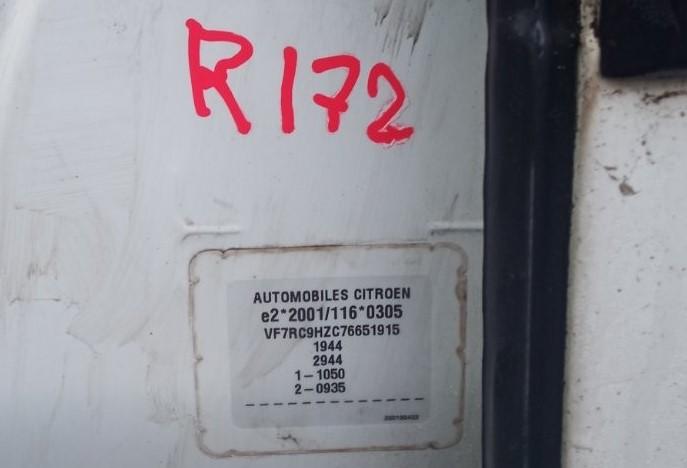 R172
AUTOMOBILES CITROEN
e2*2001/116*0305
VF7RC9HZC76651915
1944
2944
1-1050
2-0935